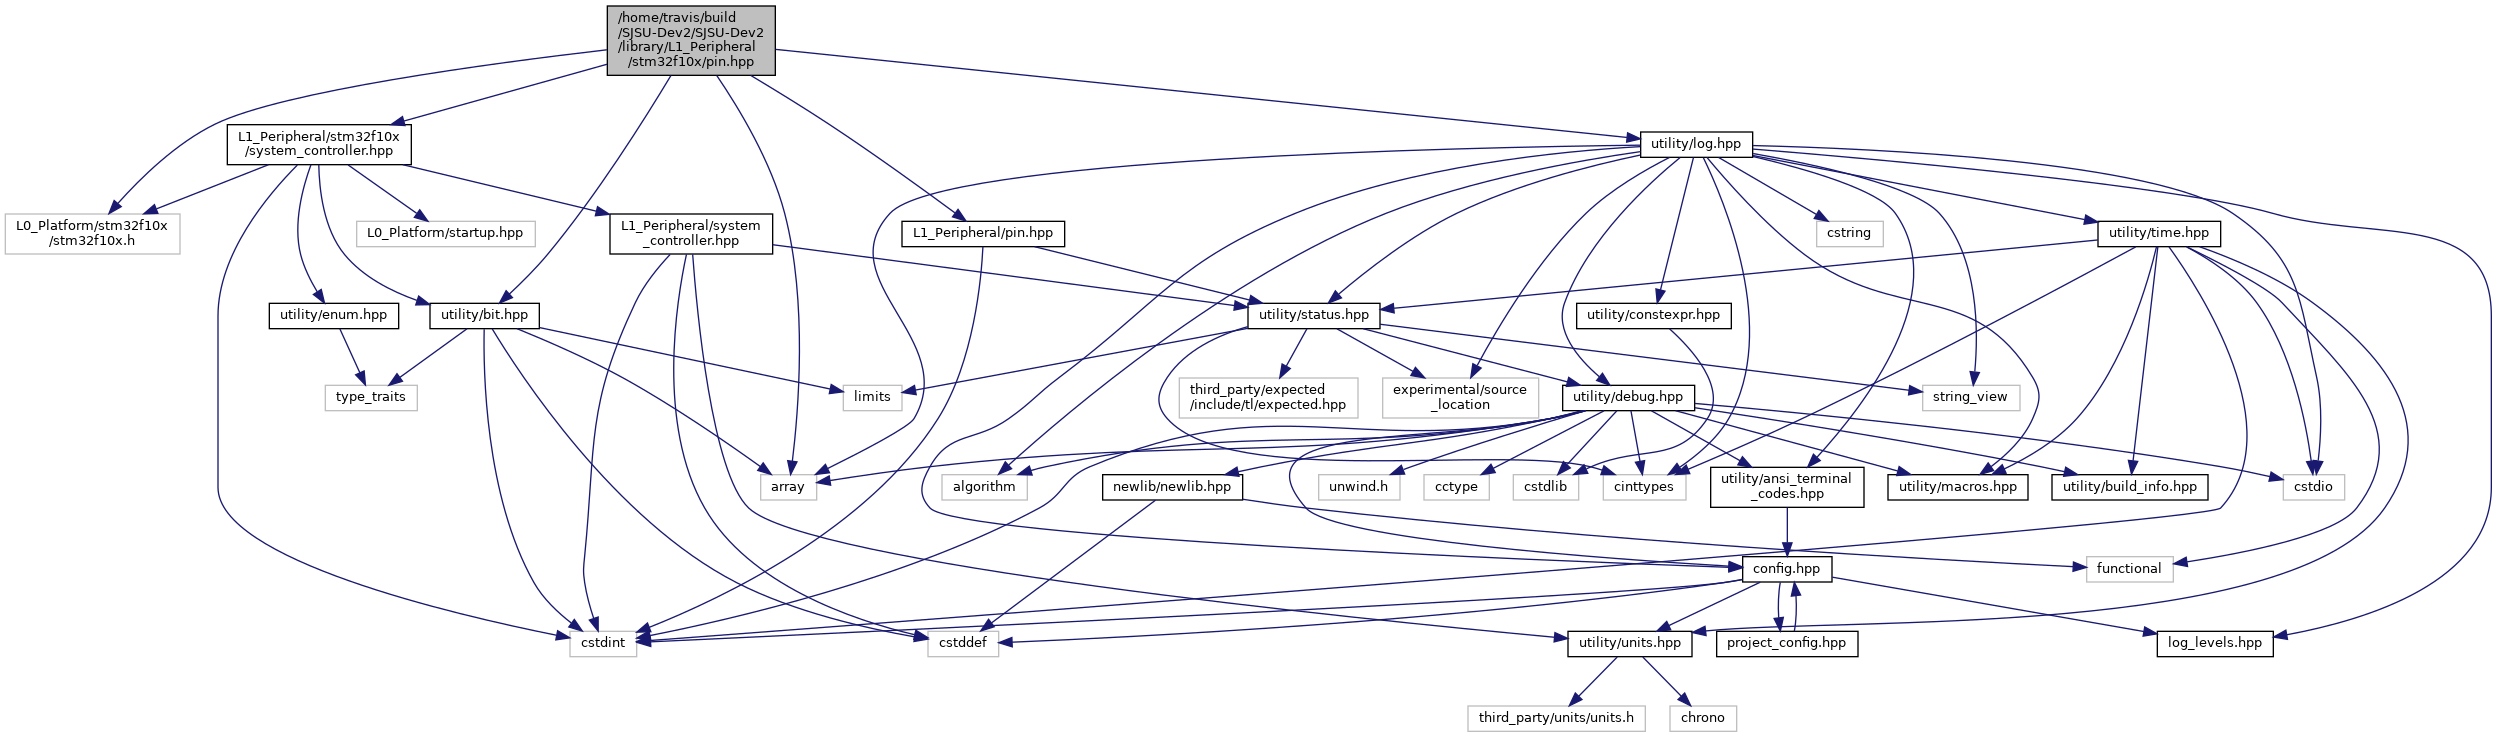 /home/travis/build
/SJSU-Dev2/SJSU-Dev2
/library/L1_Peripheral
/stm32f10x/pin.hpp
L1_Peripheral/stm32f10x
/system_controller.hpp
utility/log.hpp
L0_Platform/stm32f10x
/stm32f10x.h
L0_Platform/startup.hpp
L1_Peripheral/system
_controller.hpp
L1_Peripheral/pin.hpp
cstring
utility/time.hpp
utility/enum.hpp
utility/bit.hpp
utility/status.hpp
utility/constexpr.hpp
type_traits
limits
third_party/expected
/include/tl/expected.hpp
experimental/source
_location
utility/debug.hpp
string_view
array
algorithm
newlib/newlib.hpp
unwind.h
cctype
cstdlib
cinttypes
utility/ansi_terminal
_codes.hpp
utility/macros.hpp
utility/build_info.hpp
cstdio
config.hpp
functional
cstdint
cstddef
utility/units.hpp
project_config.hpp
log_levels.hpp
third_party/units/units.h
chrono